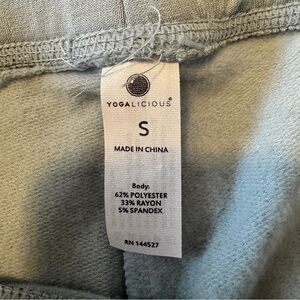 YOGALICIOUS®
S
MADE IN CHINA
Body:
62% POLYESTER
33% RAYON
5% SPANDEX
RN 144527